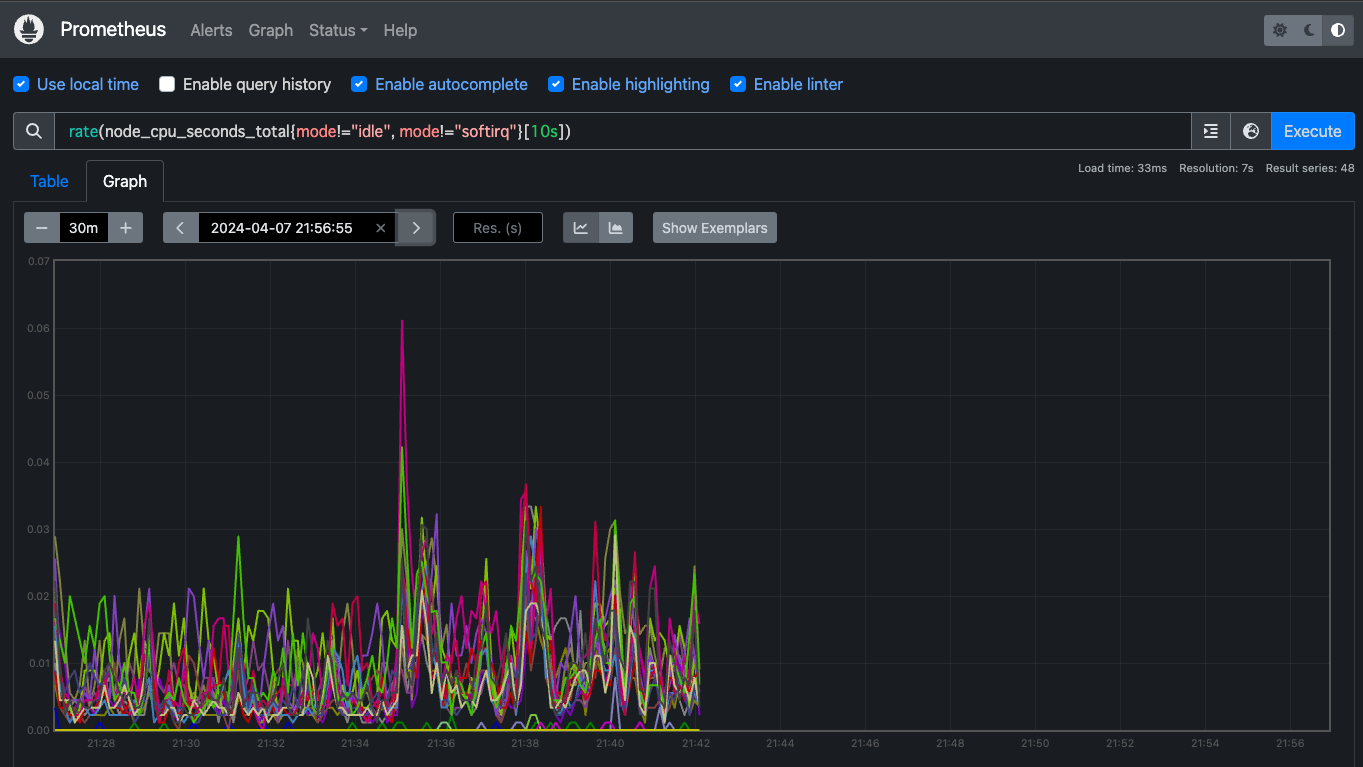 Prometheus Alerts Graph Status Help
Use local time Enable query history Enable autocomplete Enable highlighting Enable linter
rate(node_cpu_seconds_total{mode!="idle", mode!="softirq"}[10s]) Execute
Load time: 33ms Resolution: 7s Result series: 48
Table Graph
− 30m + < 2024-04-07 21:56:55 × > Res. (s) Show Exemplars
0.07
0.06
0.05
0.04
0.03
0.02
0.01
0.00
21:28 21:30 21:32 21:34 21:36 21:38 21:40 21:42 21:44 21:46 21:48 21:50 21:52 21:54 21:56